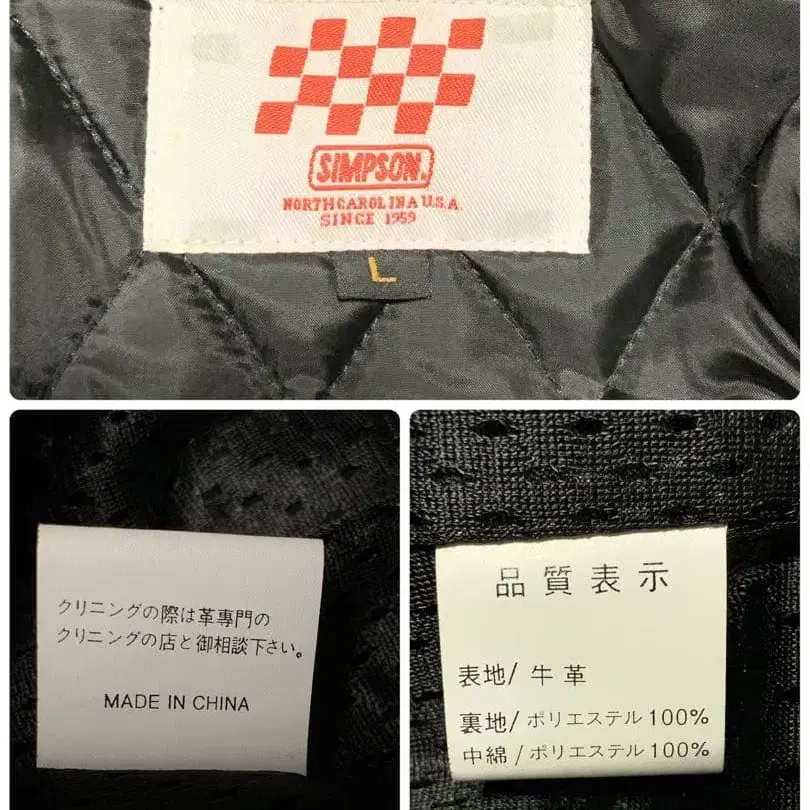 SIMPSON.
NORTH CAROLINA U.S.A
SINCE 1959
L
クリニングの際は革専門の
クリニングの店と御相談下さい。
MADE IN CHINA
品質表示
表地/牛革
裏地/ポリエステル100%
中綿/ポリエステル100%